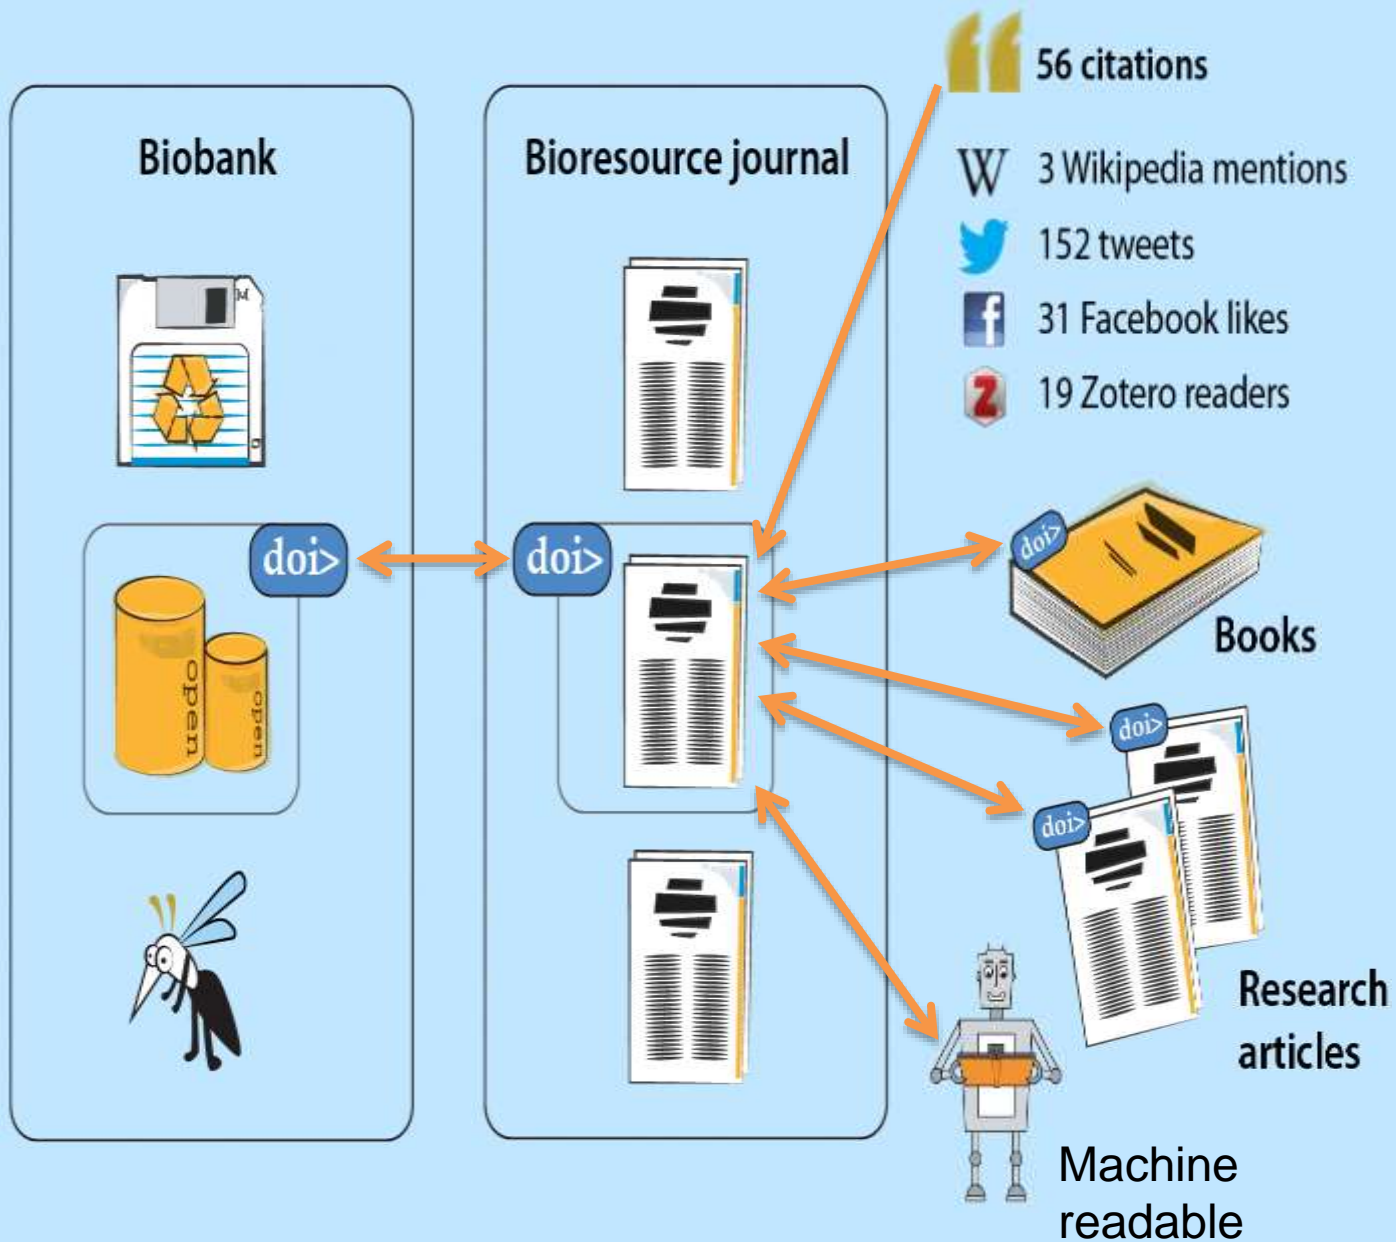 56 citations
Biobank
Bioresource journal
W
3 Wikipedia mentions
152 tweets
f
31 Facebook likes
Z
19 Zotero readers
M
doi>
doi>
doi>
open
open
Books
doi>
doi>
Research
articles
Machine
readable